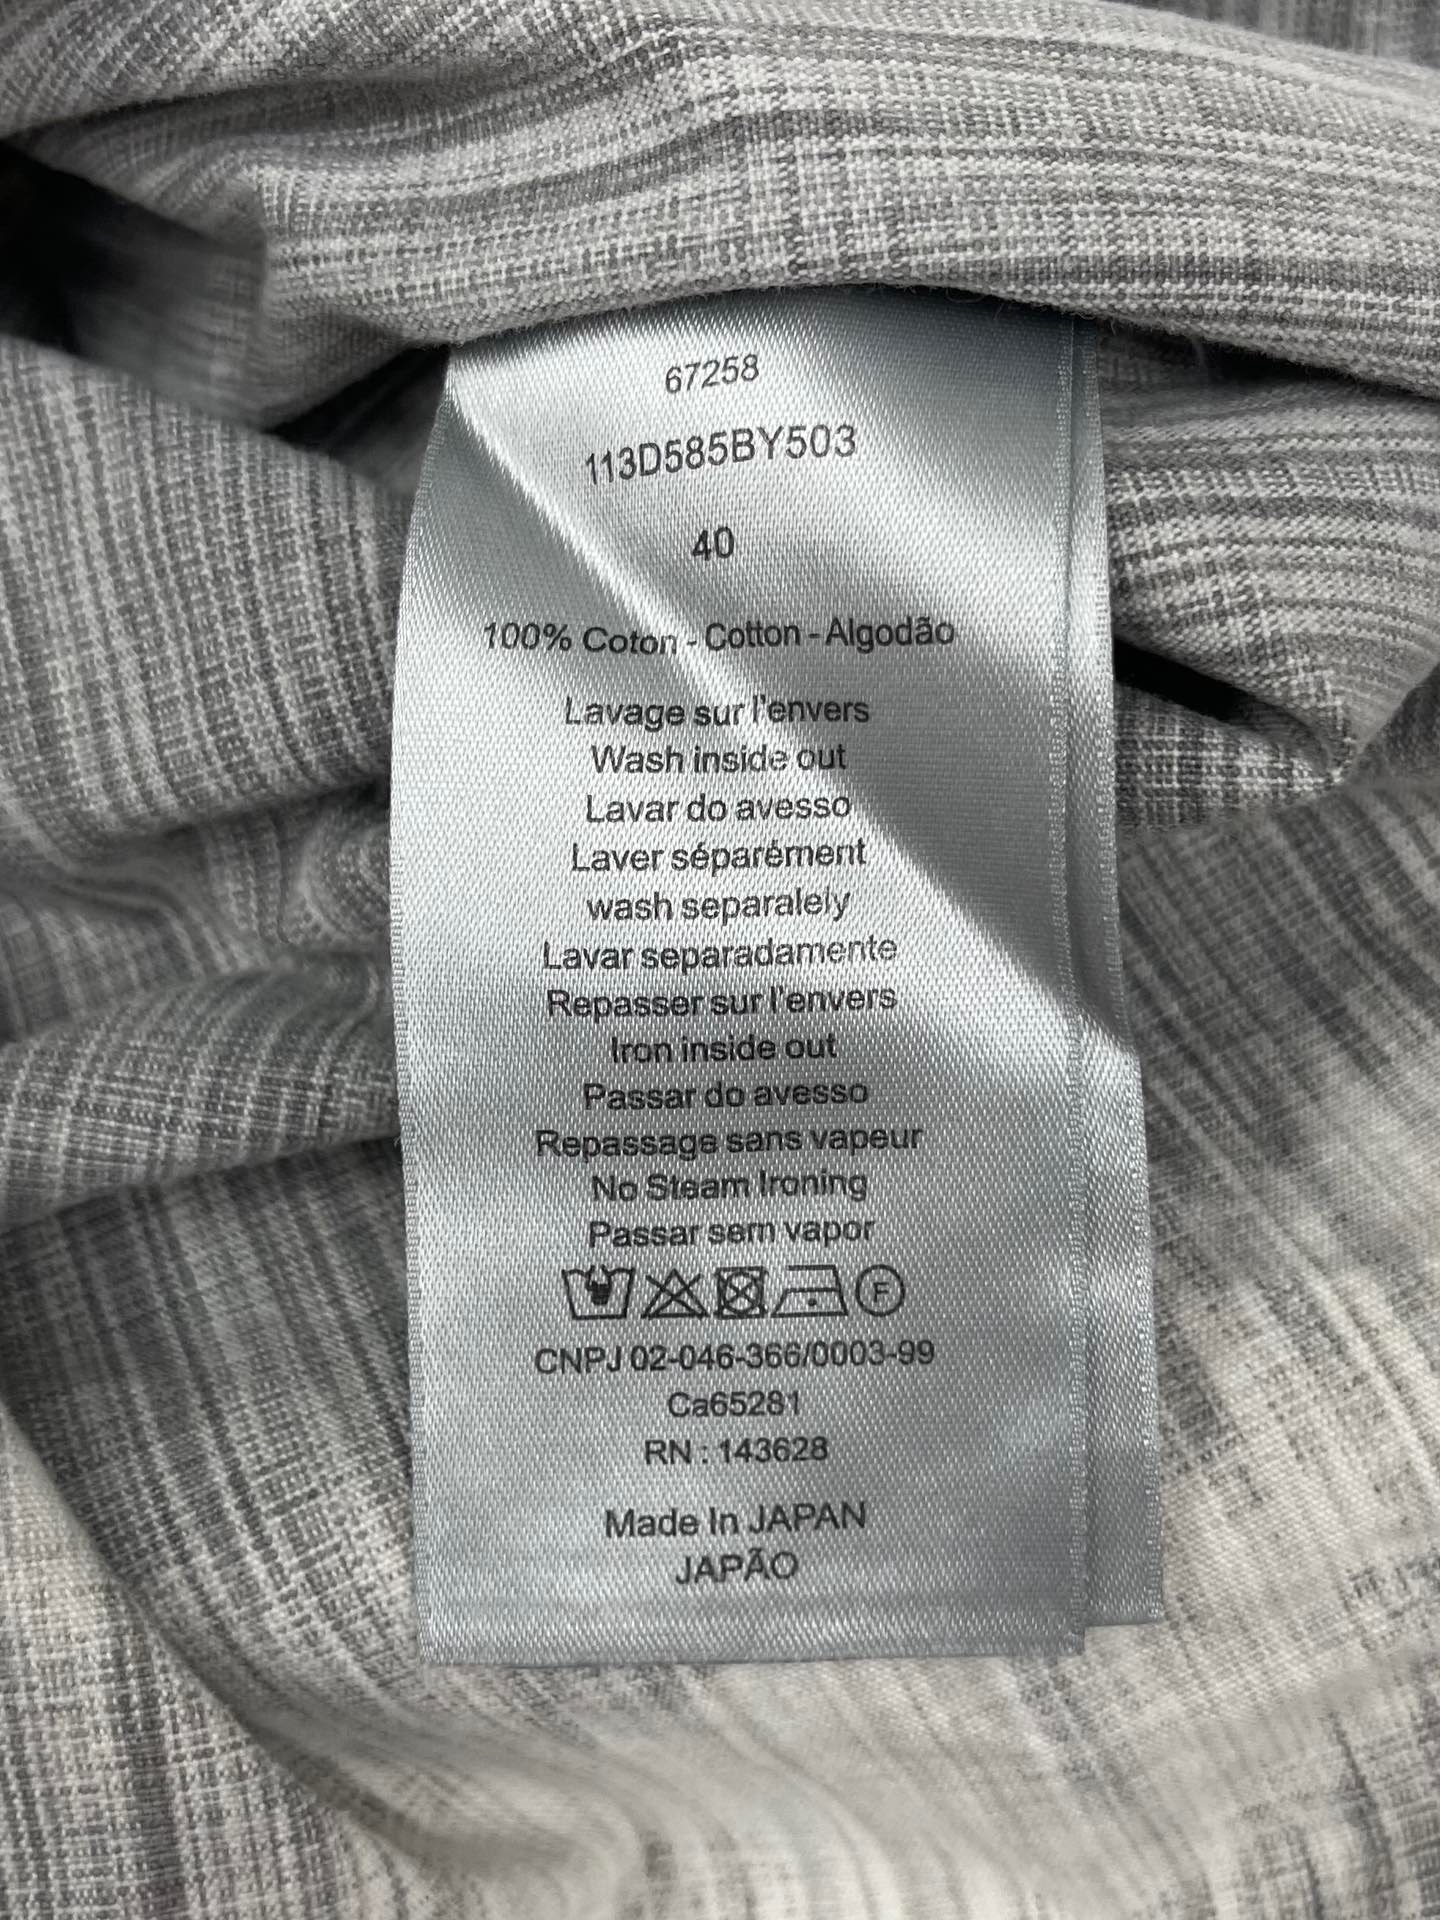 67258
113D585BY503
40
100% Coton - Cotton - Algodão
Lavage sur l'envers
Wash inside out
Lavar do avesso
Laver séparément
wash separalely
Lavar separadamente
Repasser sur l'envers
Iron inside out
Passar do avesso
Repassage sans vapeur
No Steam Ironing
Passar sem vapor
F
CNPJ 02-046-366/0003-99
Ca65281
RN : 143628
Made In JAPAN
JAPÃO